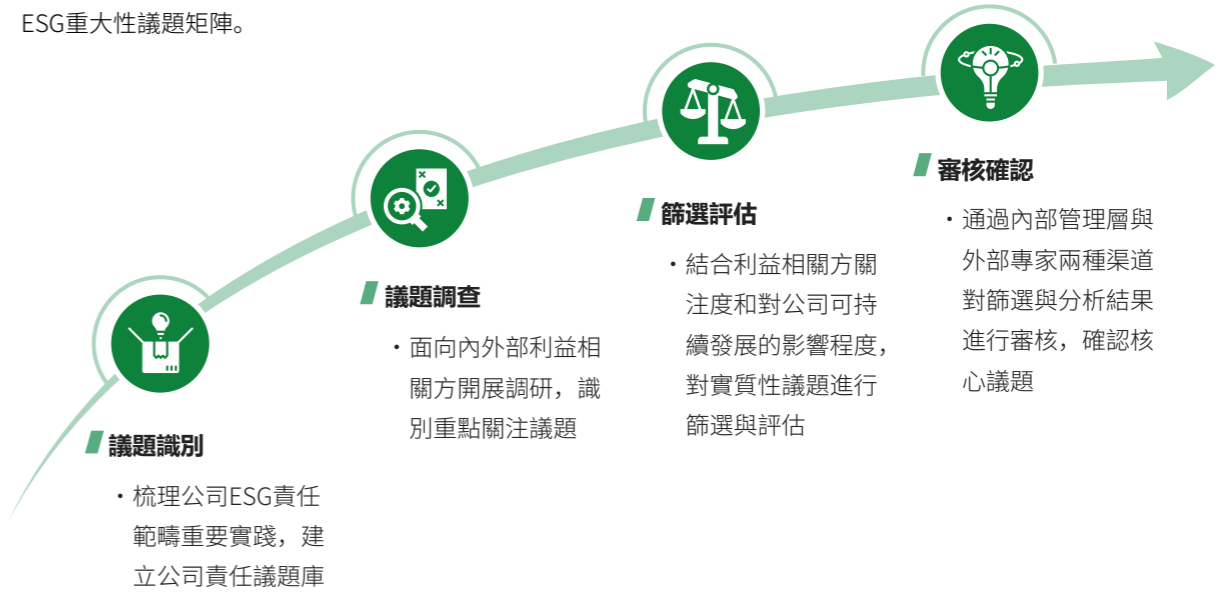 ESG重大性議題矩陣。
議題識別
・梳理公司ESG責任
範疇重要實踐，建
立公司責任議題庫
議題調查
・面向內外部利益相
關方開展調研，識
別重點關注議題
篩選評估
・結合利益相關方關
注度和對公司可持
續發展的影響程度，
對實質性議題進行
篩選與評估
審核確認
・通過內部管理層與
外部專家兩種渠道
對篩選與分析結果
進行審核，確認核
心議題